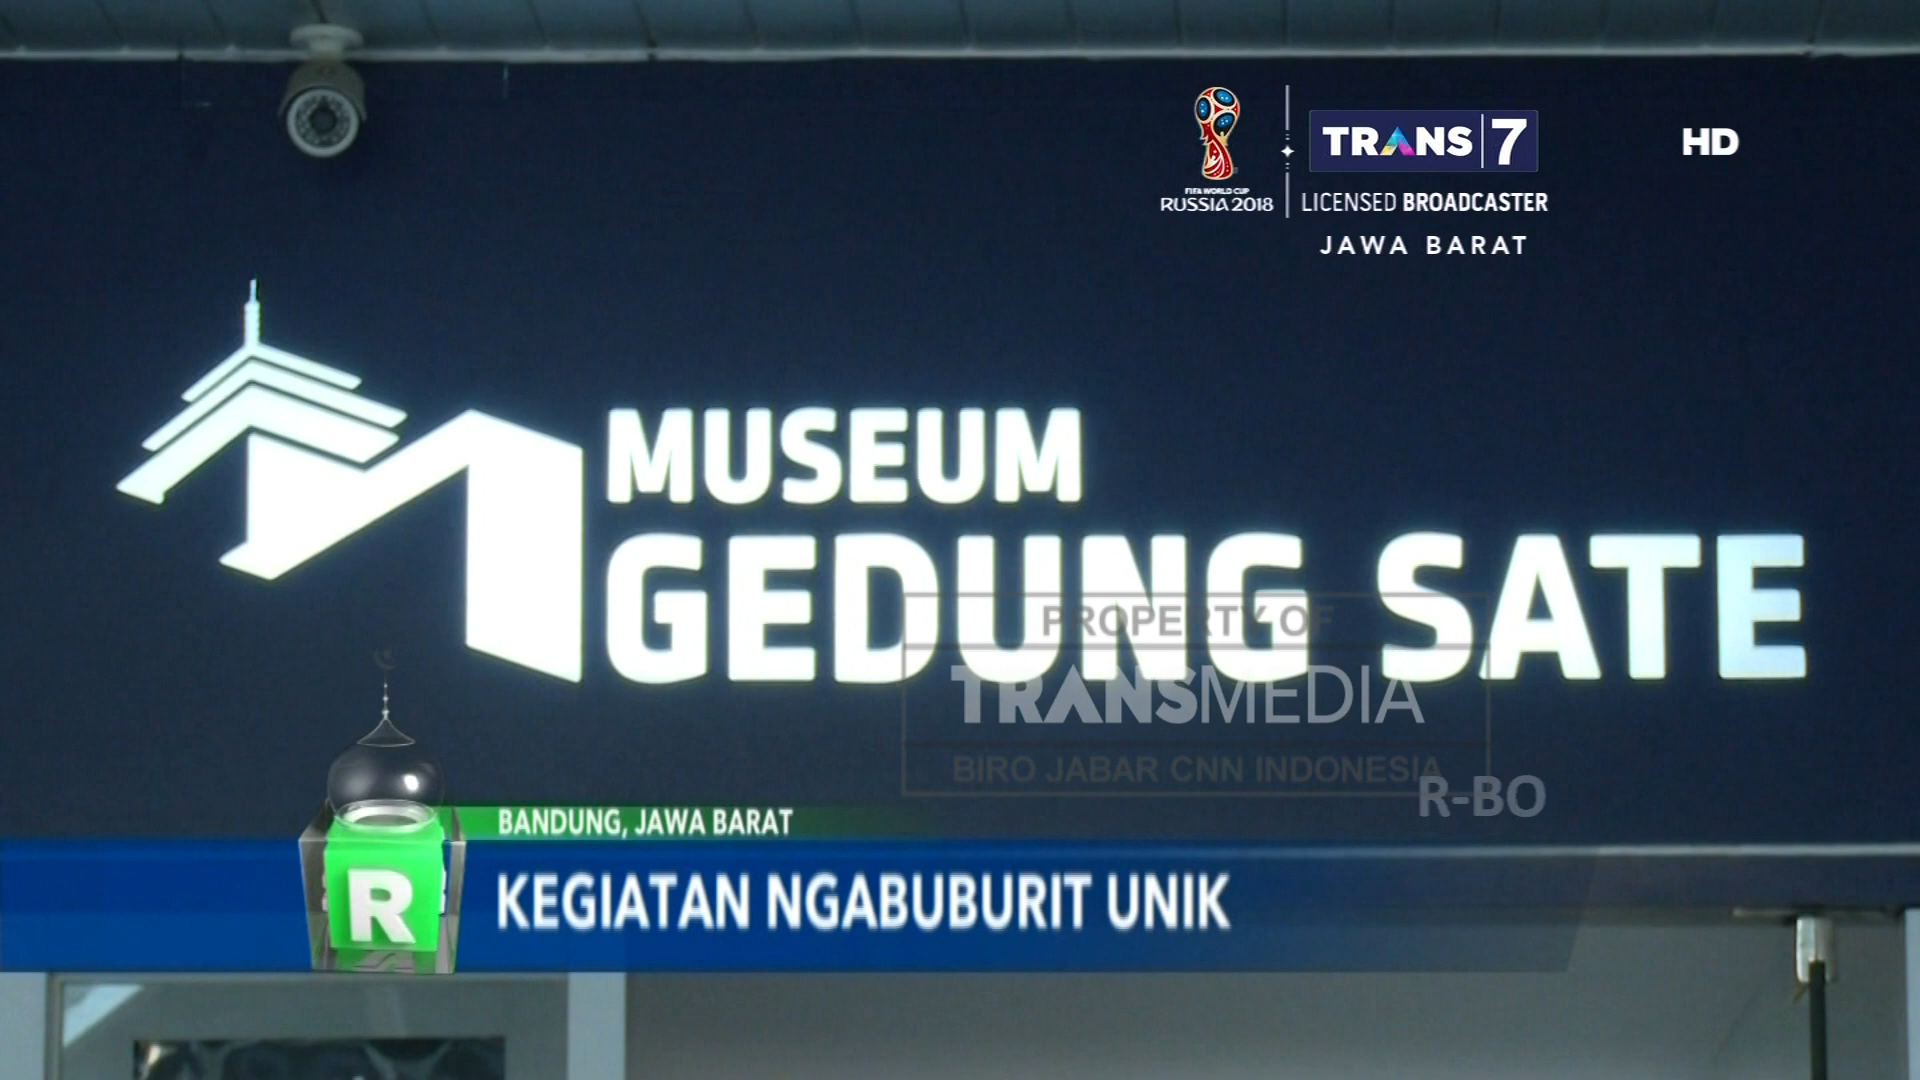 FIFA WORLD CUP
RUSSIA 2018
TRANS 7
LICENSED BROADCASTER
JAWA BARAT
HD
MUSEUM
GEDUNG SATE
PROPERTY OF
TRANSMEDIA
BIRO JABAR CNN INDONESIA
R-BO
BANDUNG, JAWA BARAT
R
KEGIATAN NGABUBURIT UNIK